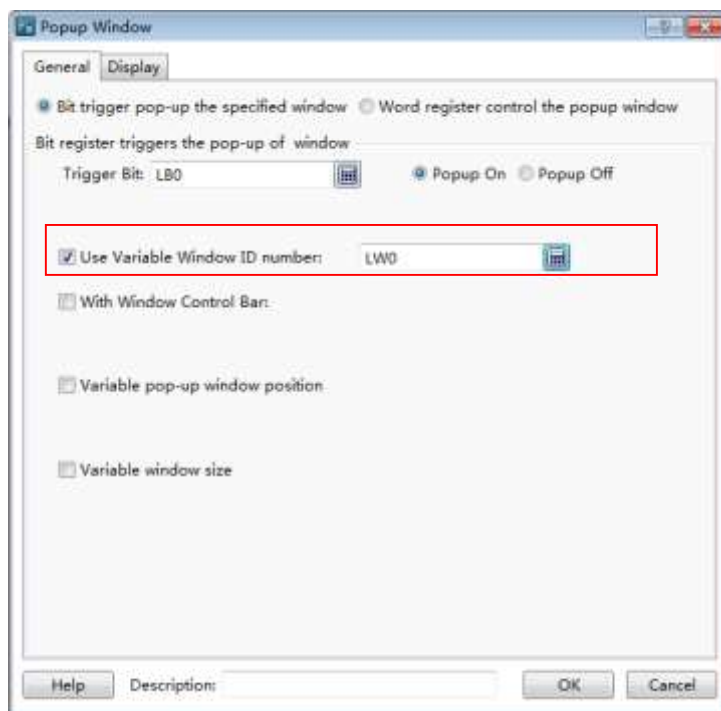 Popup Window
General Display
Bit trigger pop-up the specified window Word register control the popup window
Bit register triggers the pop-up of window
Trigger Bit: LB0 Popup On Popup Off
Use Variable Window ID number: LW0
With Window Control Bar:
Variable pop-up window position
Variable window size
Help Description: OK Cancel